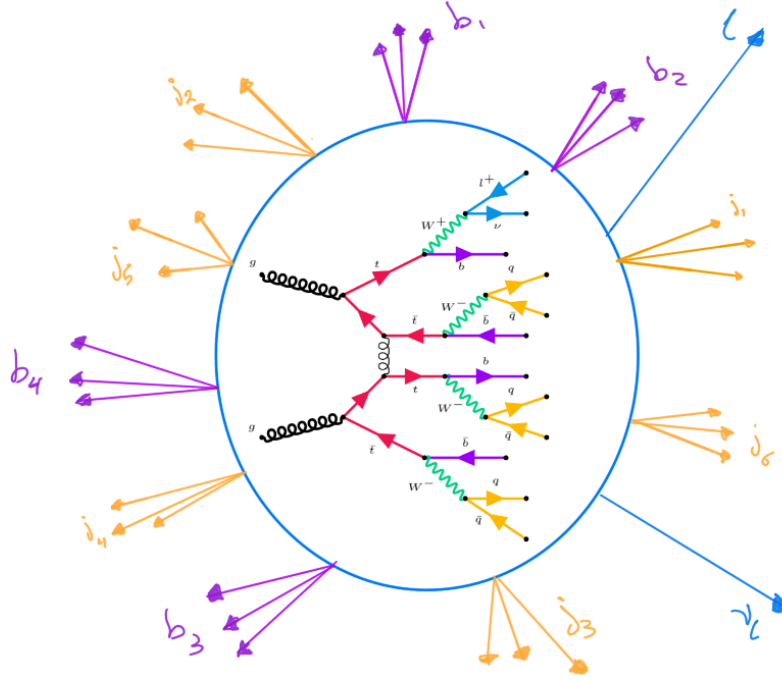 l
b₁
b₂
j₂
l⁺
W⁺
ν
j₁
t
b
q
g
j₅
W⁻
q̄
t̄
b̄
b₄
b
t
q
W⁻
q̄
g
j₆
b̄
t̄
q
W⁻
j₄
q̄
ν_l
j₃
b₃